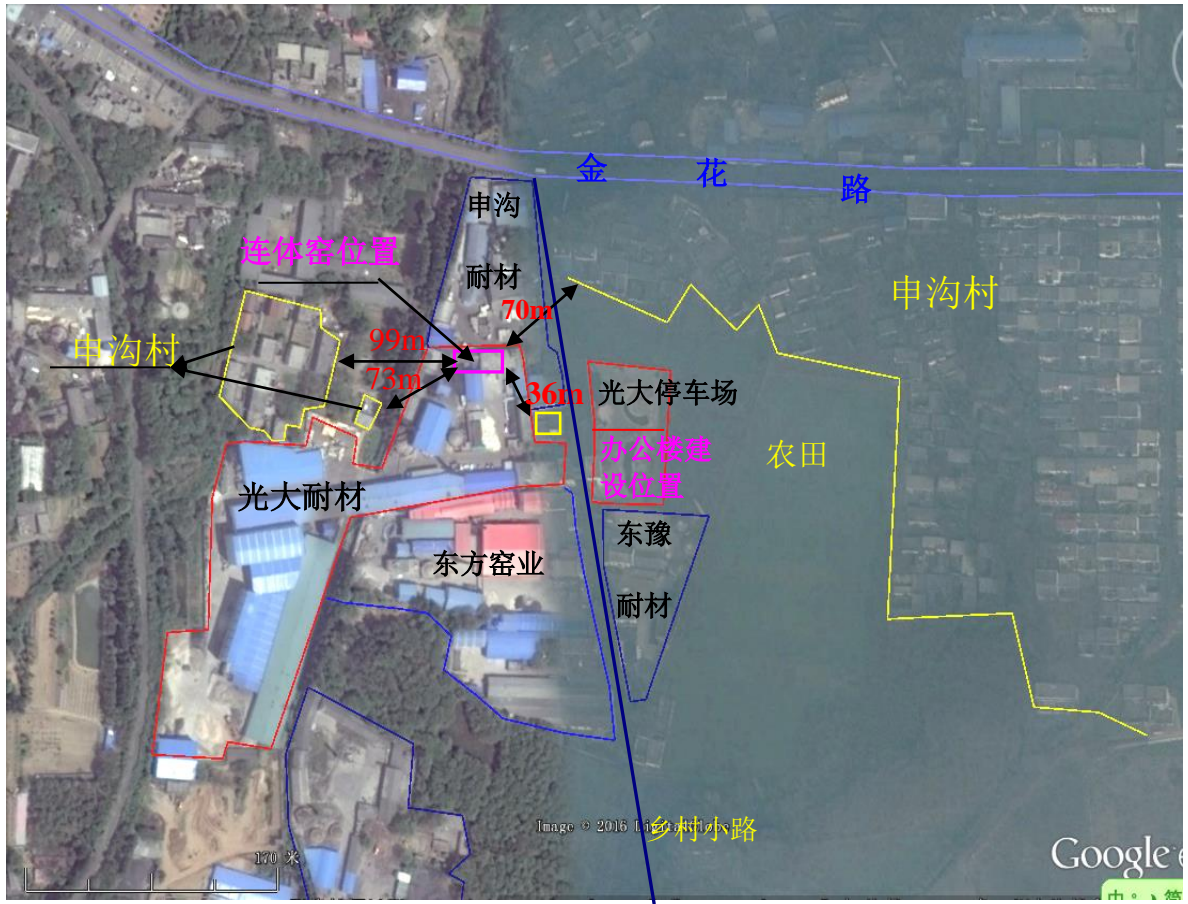 金 花 路
申沟
耐材
连体窑位置
70m
申沟村
申沟村
99m
73m
36m
光大停车场
办公楼建
设位置
农田
光大耐材
东方窑业
东豫
耐材
乡村小路
Image © 2016
170 米
Google e
中 简